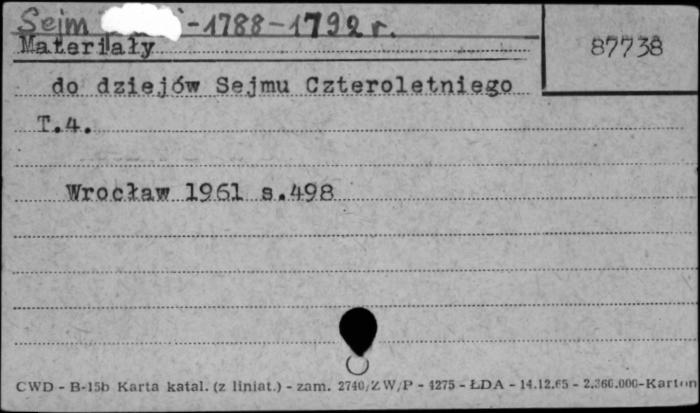 Sejm -1788-1792 r.
Materiały
87738
do dziejów Sejmu Czteroletniego
T.4.
Wrocław 1961 s.498
CWD - B-15b Karta katal. (z liniat.) - zam. 2740/ZW/P - 4275 - ŁDA - 14.12.65 - 2.360.000-Karton